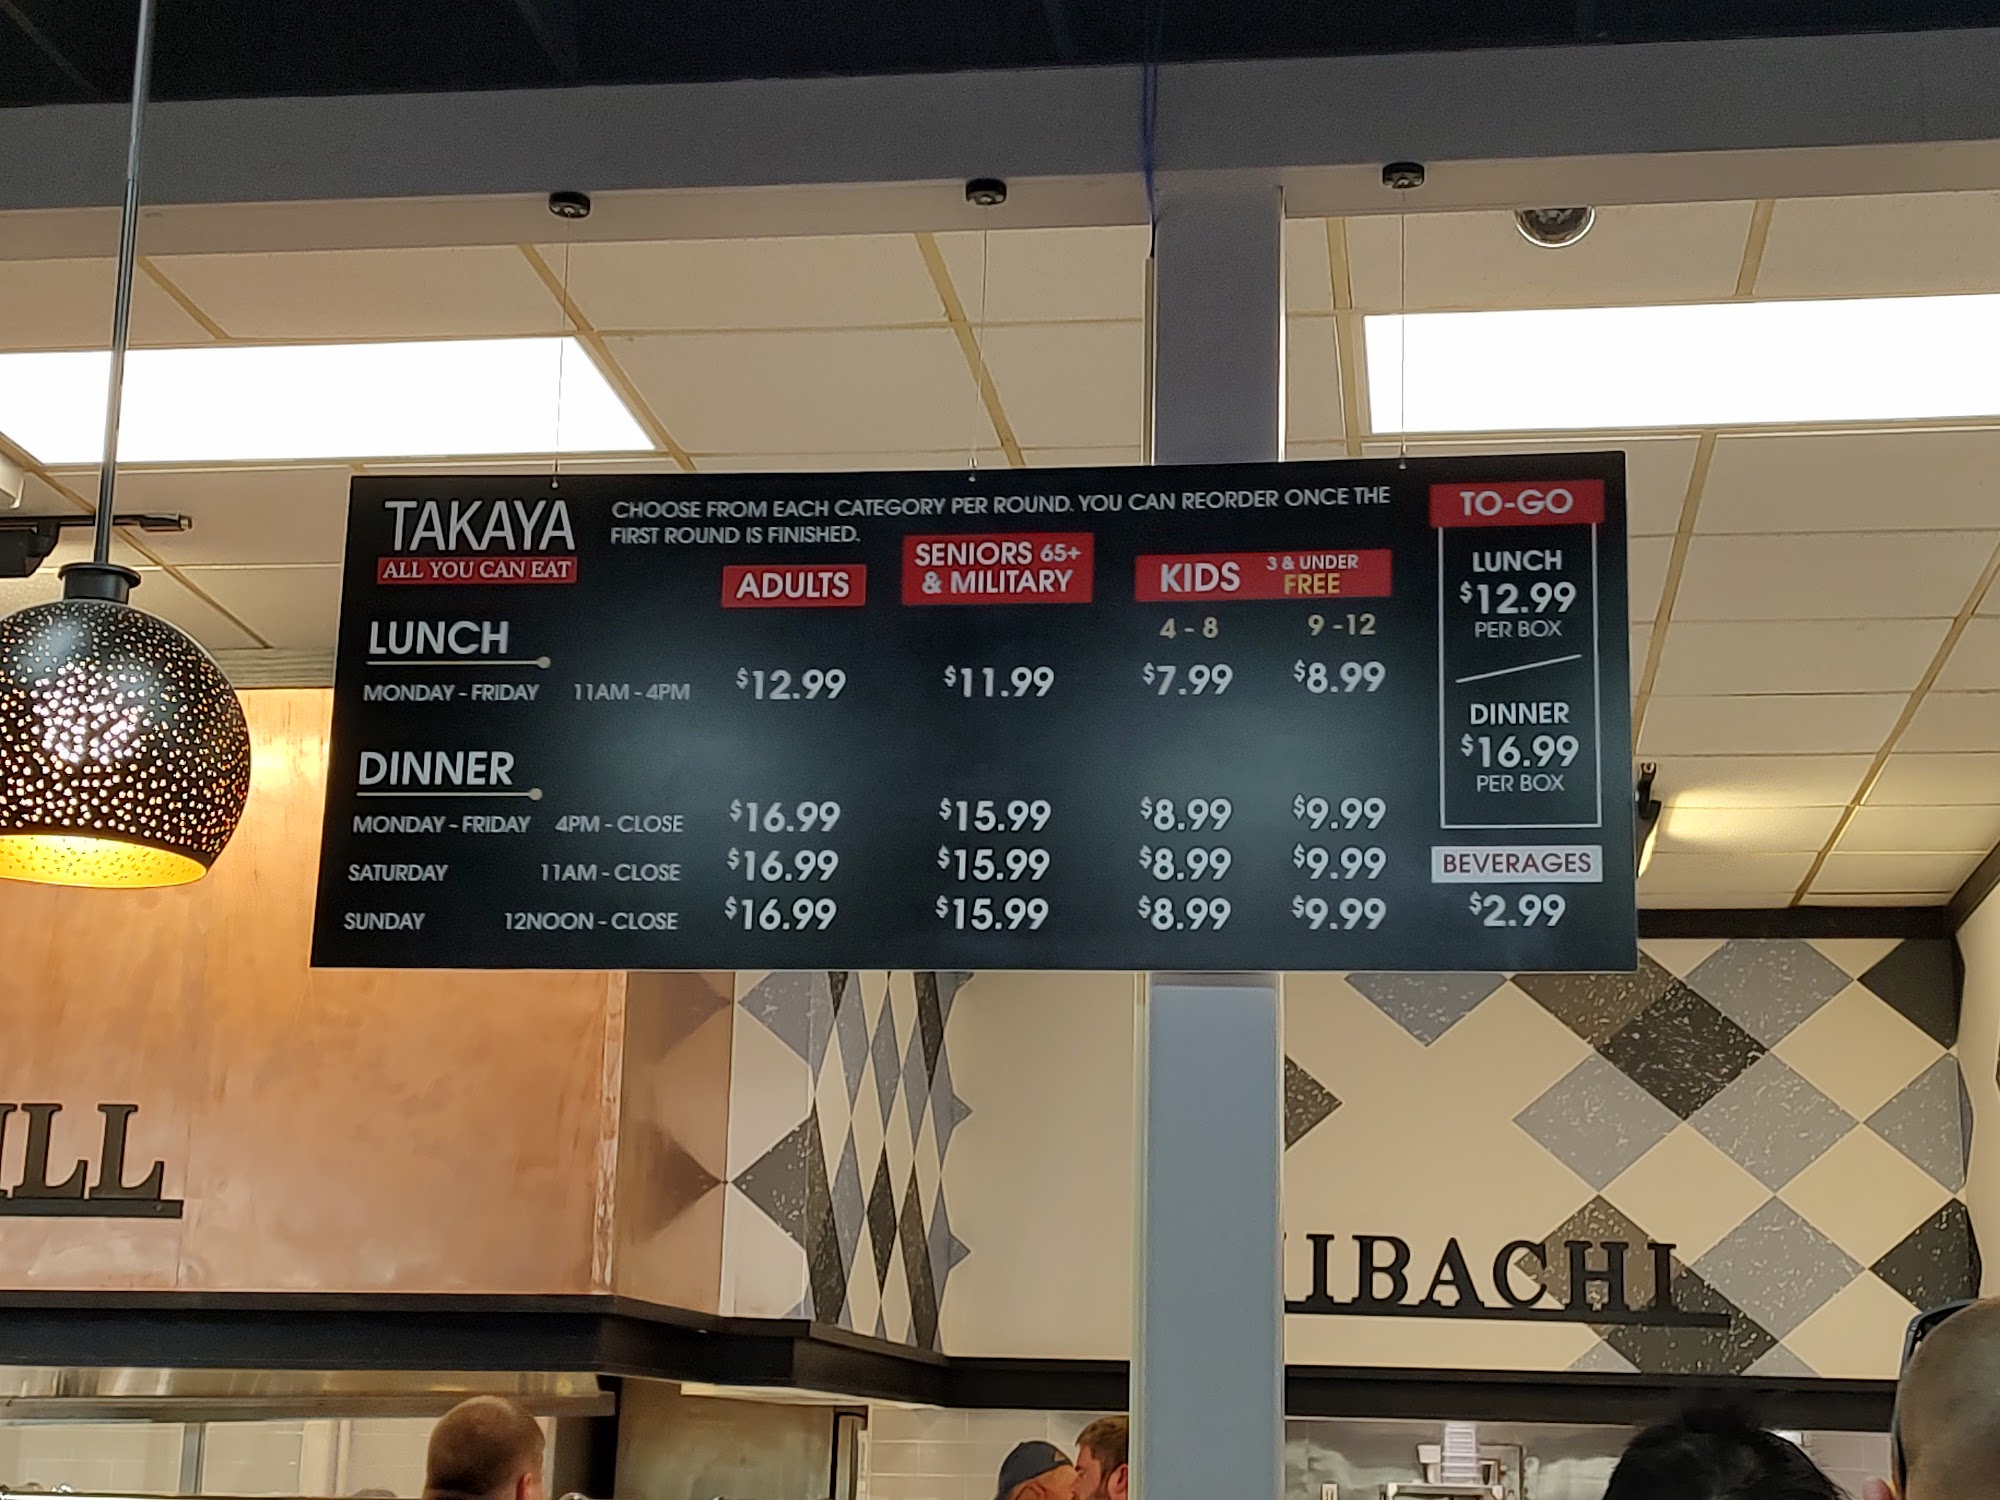 TAKAYA
ALL YOU CAN EAT
CHOOSE FROM EACH CATEGORY PER ROUND. YOU CAN REORDER ONCE THE
FIRST ROUND IS FINISHED.
ADULTS
SENIORS 65+
& MILITARY
KIDS 3 & UNDER
FREE
4 - 8 9 -12
LUNCH
MONDAY - FRIDAY 11AM - 4PM $12.99 $11.99 $7.99 $8.99
DINNER
MONDAY - FRIDAY 4PM - CLOSE $16.99 $15.99 $8.99 $9.99
SATURDAY 11AM - CLOSE $16.99 $15.99 $8.99 $9.99
SUNDAY 12NOON - CLOSE $16.99 $15.99 $8.99 $9.99
TO-GO
LUNCH
$12.99
PER BOX
DINNER
$16.99
PER BOX
BEVERAGES
$2.99
ILL
IBACHI